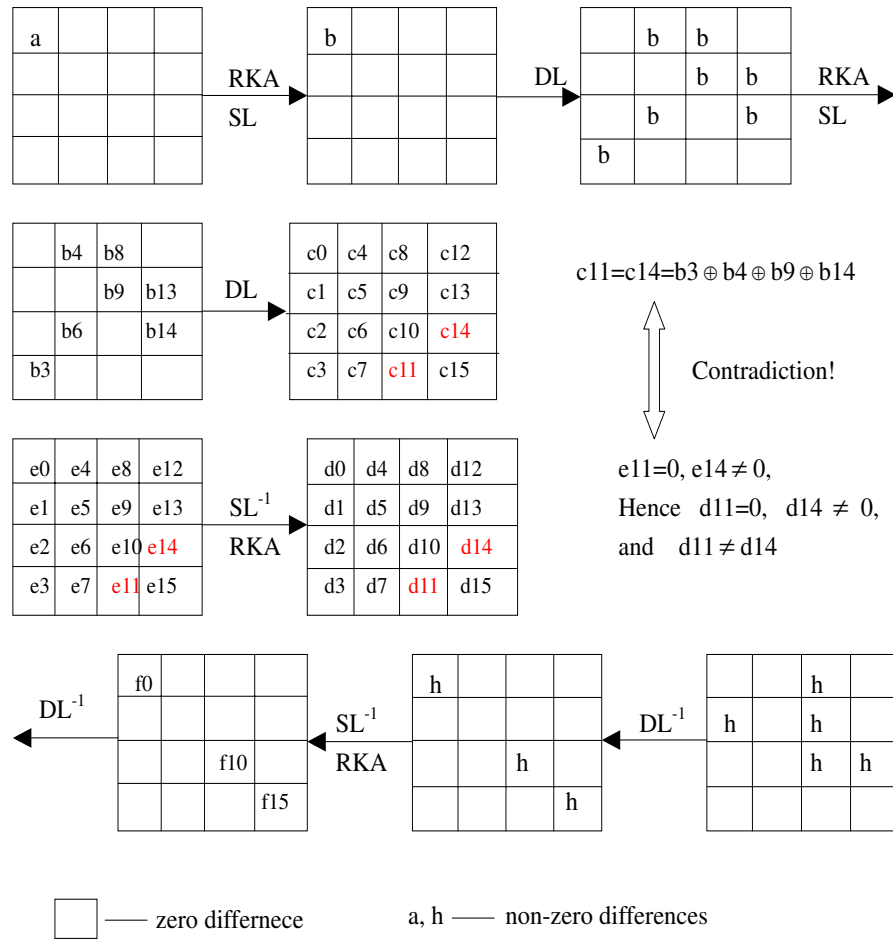 a
RKA
SL
b
DL
b b
b b
b b
b
RKA
SL
b4 b8
b9 b13
b6 b14
b3
DL
c0 c4 c8 c12
c1 c5 c9 c13
c2 c6 c10 c14
c3 c7 c11 c15
c11=c14=b3⊕b4⊕b9⊕b14
Contradiction!
e11=0, e14≠0,
Hence d11=0, d14 ≠ 0,
and d11≠d14
e0 e4 e8 e12
e1 e5 e9 e13
e2 e6 e10 e14
e3 e7 e11 e15
SL⁻¹
RKA
d0 d4 d8 d12
d1 d5 d9 d13
d2 d6 d10 d14
d3 d7 d11 d15
DL⁻¹
f0
f10
f15
SL⁻¹
RKA
h
h
h
DL⁻¹
h
h h
h h
zero differnece
a, h — non-zero differences